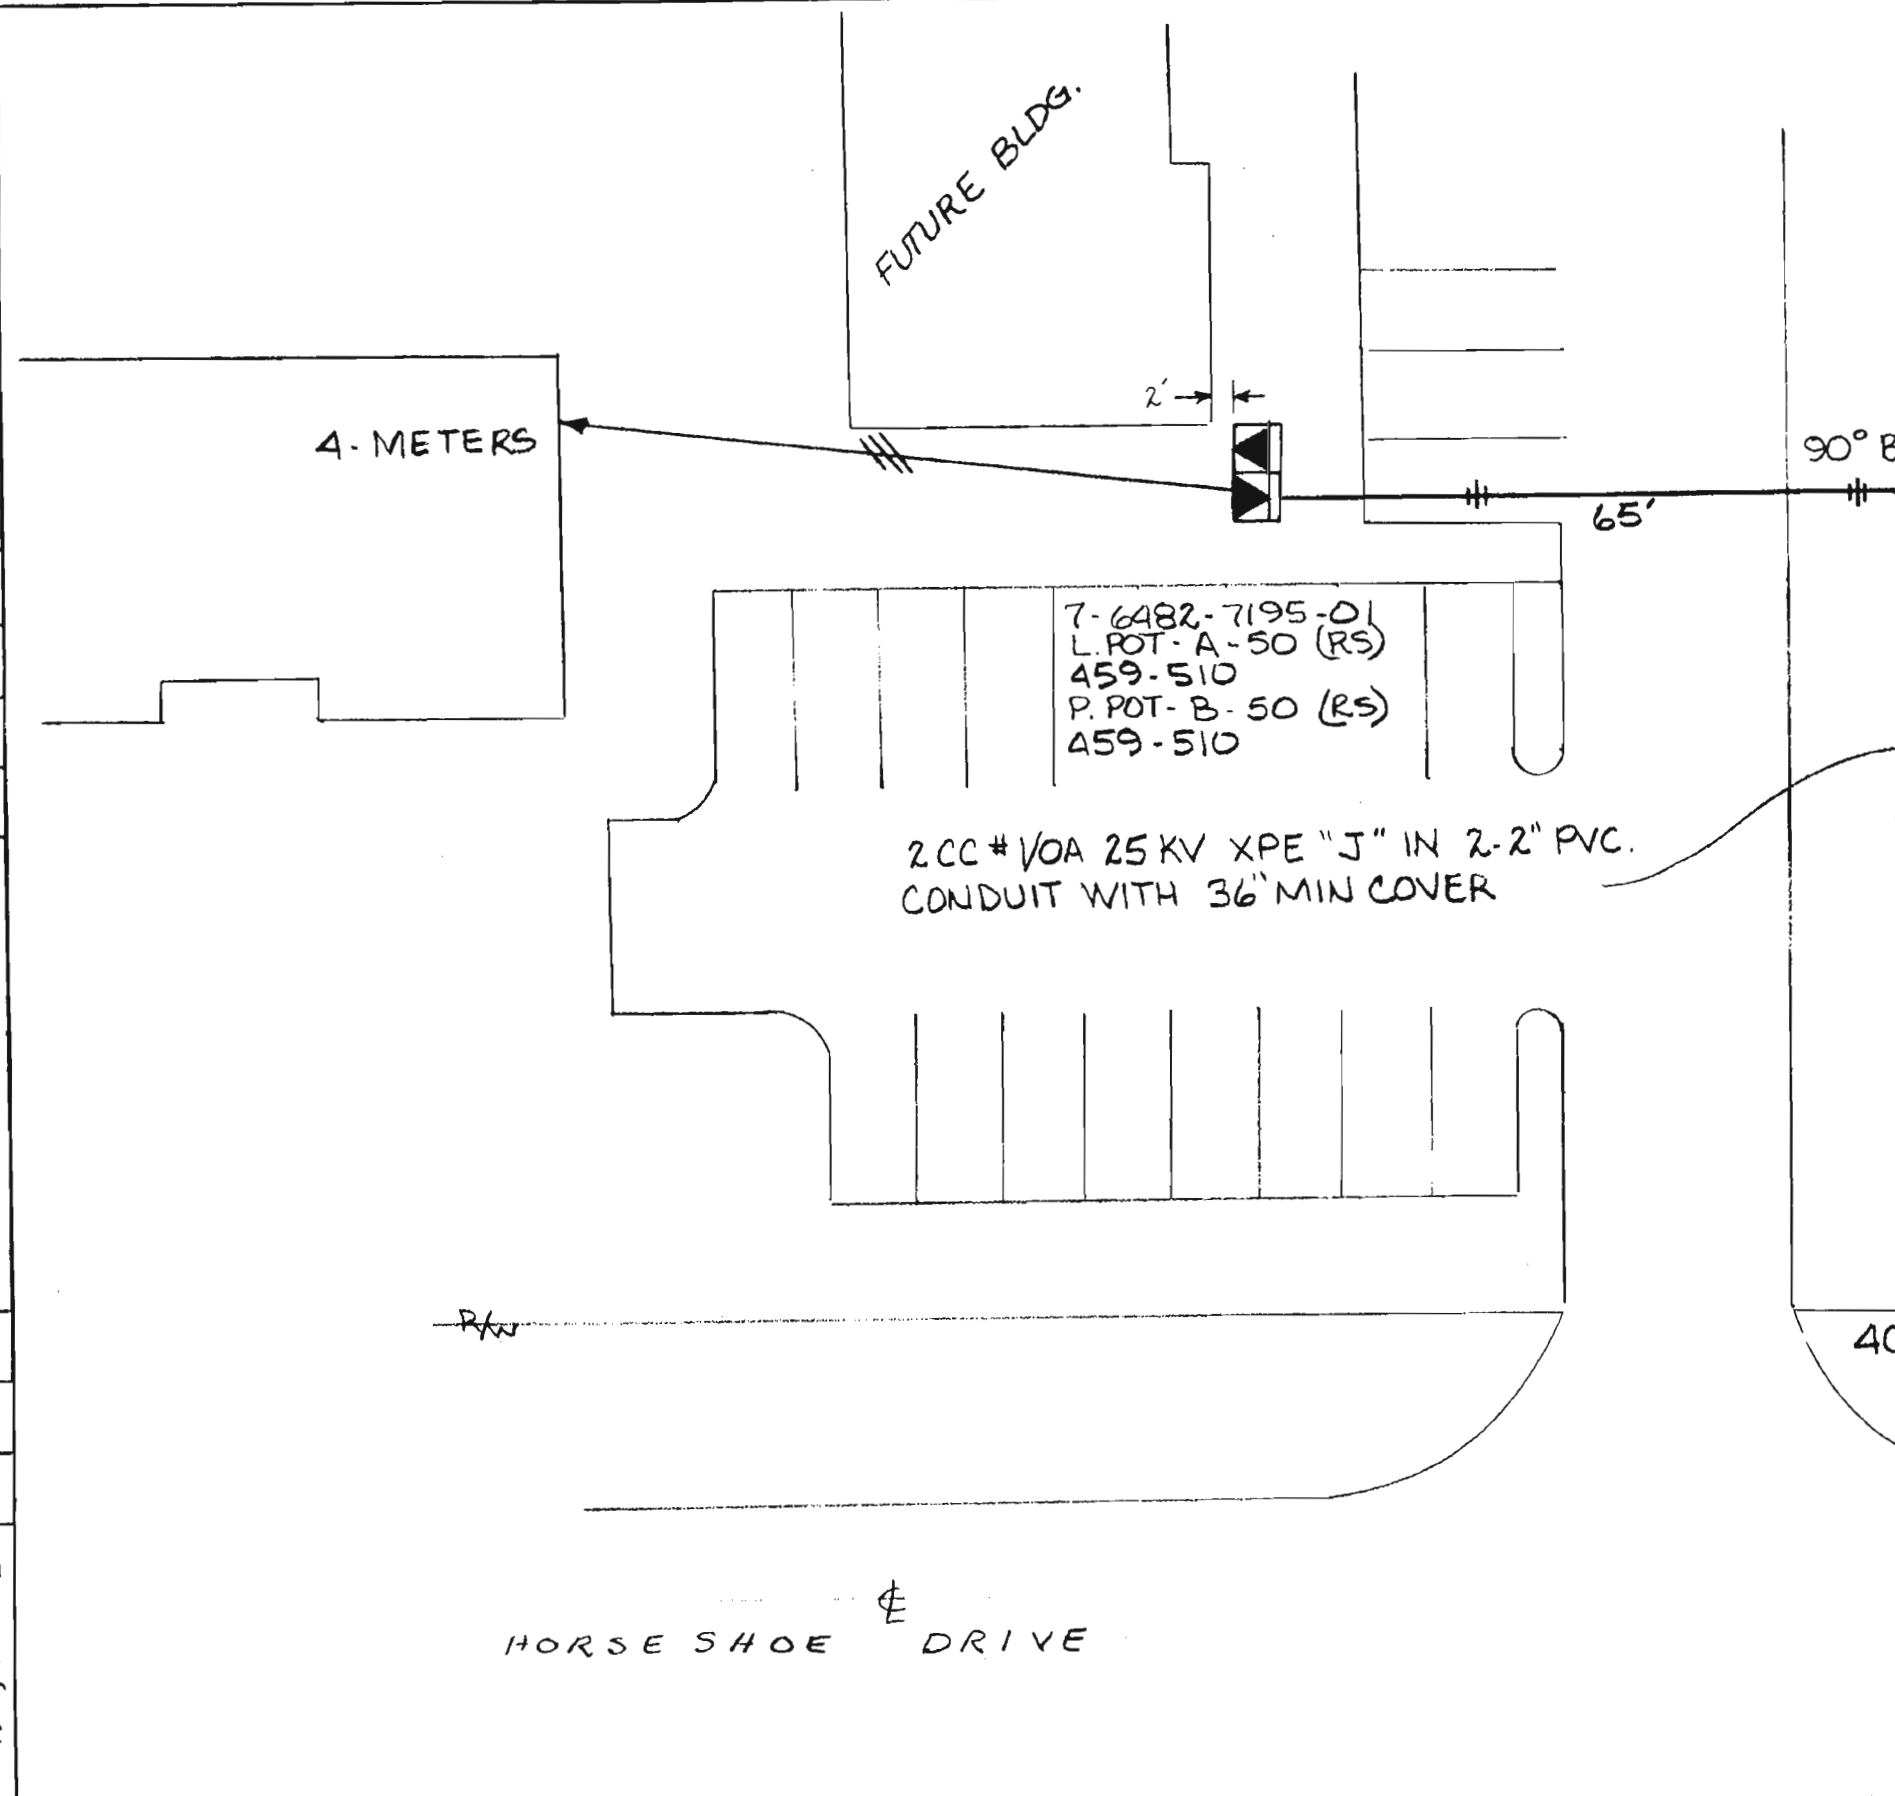 FUTURE BLDG.
2'
4-METERS
90° B
65'
7-6482-7195-01
L.POT-A-50 (RS)
459-510
P.POT-B-50 (RS)
459-510
2CC #1/0A 25KV XPE "J" IN 2-2" PVC.
CONDUIT WITH 36" MIN COVER
R/W
40
℄
HORSE SHOE DRIVE